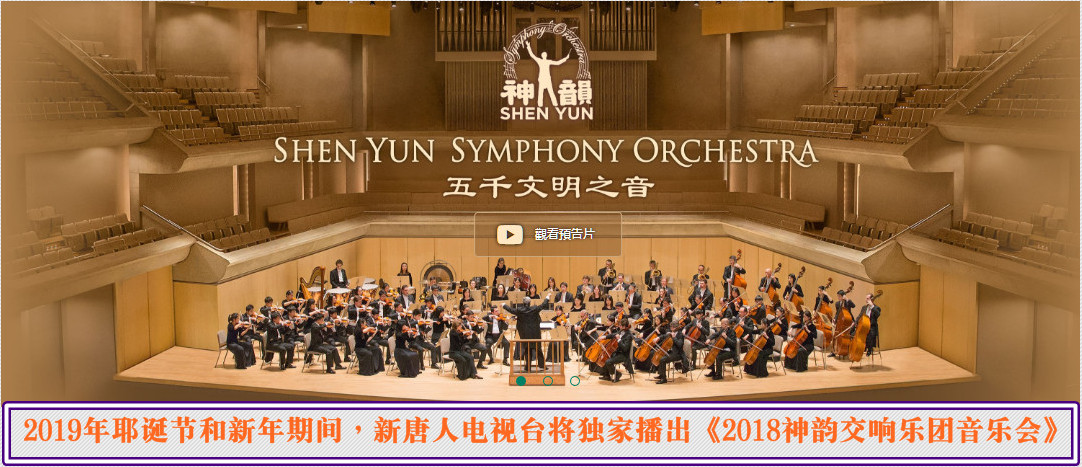 Symphony Orchestra
神韻
SHEN YUN
SHEN YUN SYMPHONY ORCHESTRA
五千文明之音
觀看預告片
2019年耶诞节和新年期间，新唐人电视台将独家播出《2018神韵交响乐团音乐会》